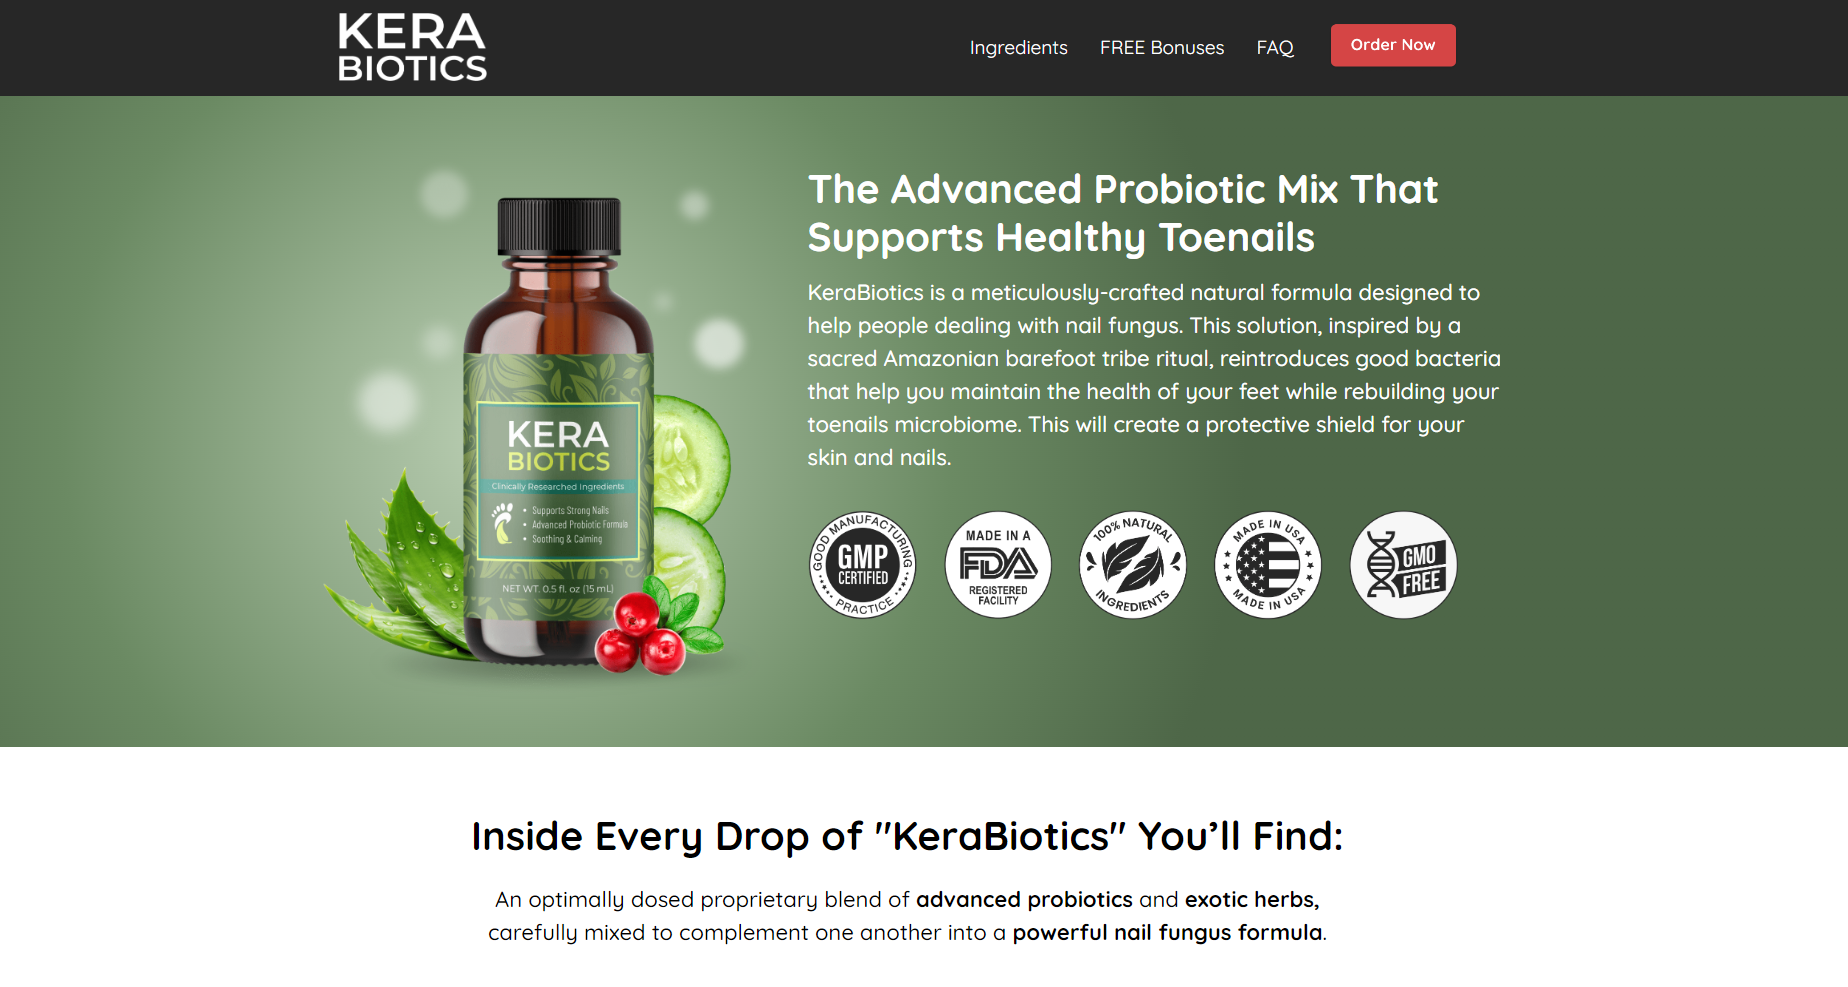 KERA
BIOTICS
Ingredients
FREE Bonuses
FAQ
Order Now
The Advanced Probiotic Mix That
Supports Healthy Toenails
KeraBiotics is a meticulously-crafted natural formula designed to
help people dealing with nail fungus. This solution, inspired by a
sacred Amazonian barefoot tribe ritual, reintroduces good bacteria
that help you maintain the health of your feet while rebuilding your
toenails microbiome. This will create a protective shield for your
skin and nails.
KERA
BIOTICS
Clinically Researched Ingredients
• Supports Strong Nails
• Advanced Probiotic Formula
• Soothing & Calming
NET WT. 0.5 fl. oz (15 mL)
GOOD MANUFACTURING
GMP
CERTIFIED
PRACTICE
MADE IN A
FDA
REGISTERED
FACILITY
100% NATURAL
INGREDIENTS
MADE IN USA
MADE IN USA
GMO
FREE
Inside Every Drop of "KeraBiotics" You’ll Find:
An optimally dosed proprietary blend of advanced probiotics and exotic herbs,
carefully mixed to complement one another into a powerful nail fungus formula.